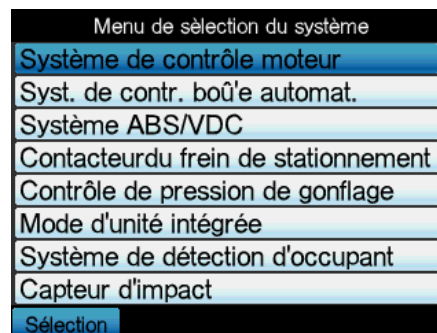 Menu de sèlection du système
Système de contrôle moteur
Syst. de contr. boû'e automat.
Système ABS/VDC
Contacteurdu frein de stationnement
Contrôle de pression de gonflage
Mode d'unité intégrée
Système de détection d'occupant
Capteur d'impact
Sélection